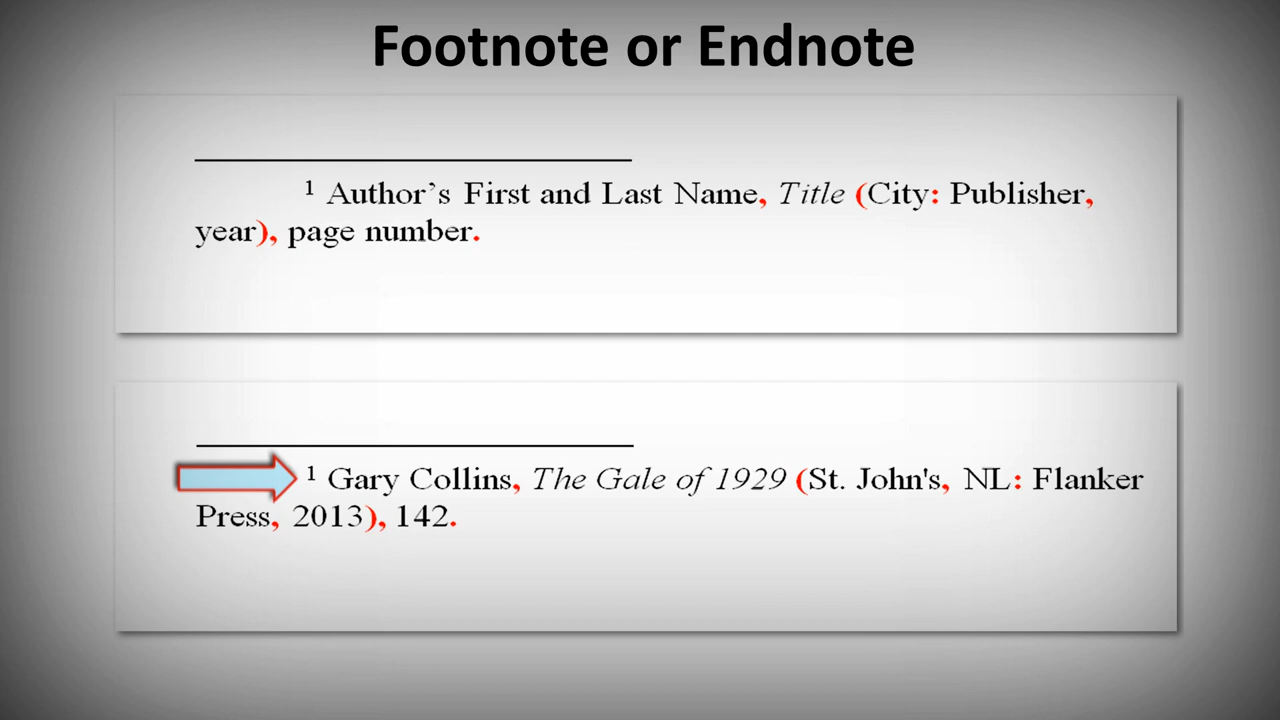 Footnote or Endnote
¹ Author’s First and Last Name, Title (City: Publisher,
year), page number.
¹ Gary Collins, The Gale of 1929 (St. John's, NL: Flanker
Press, 2013), 142.